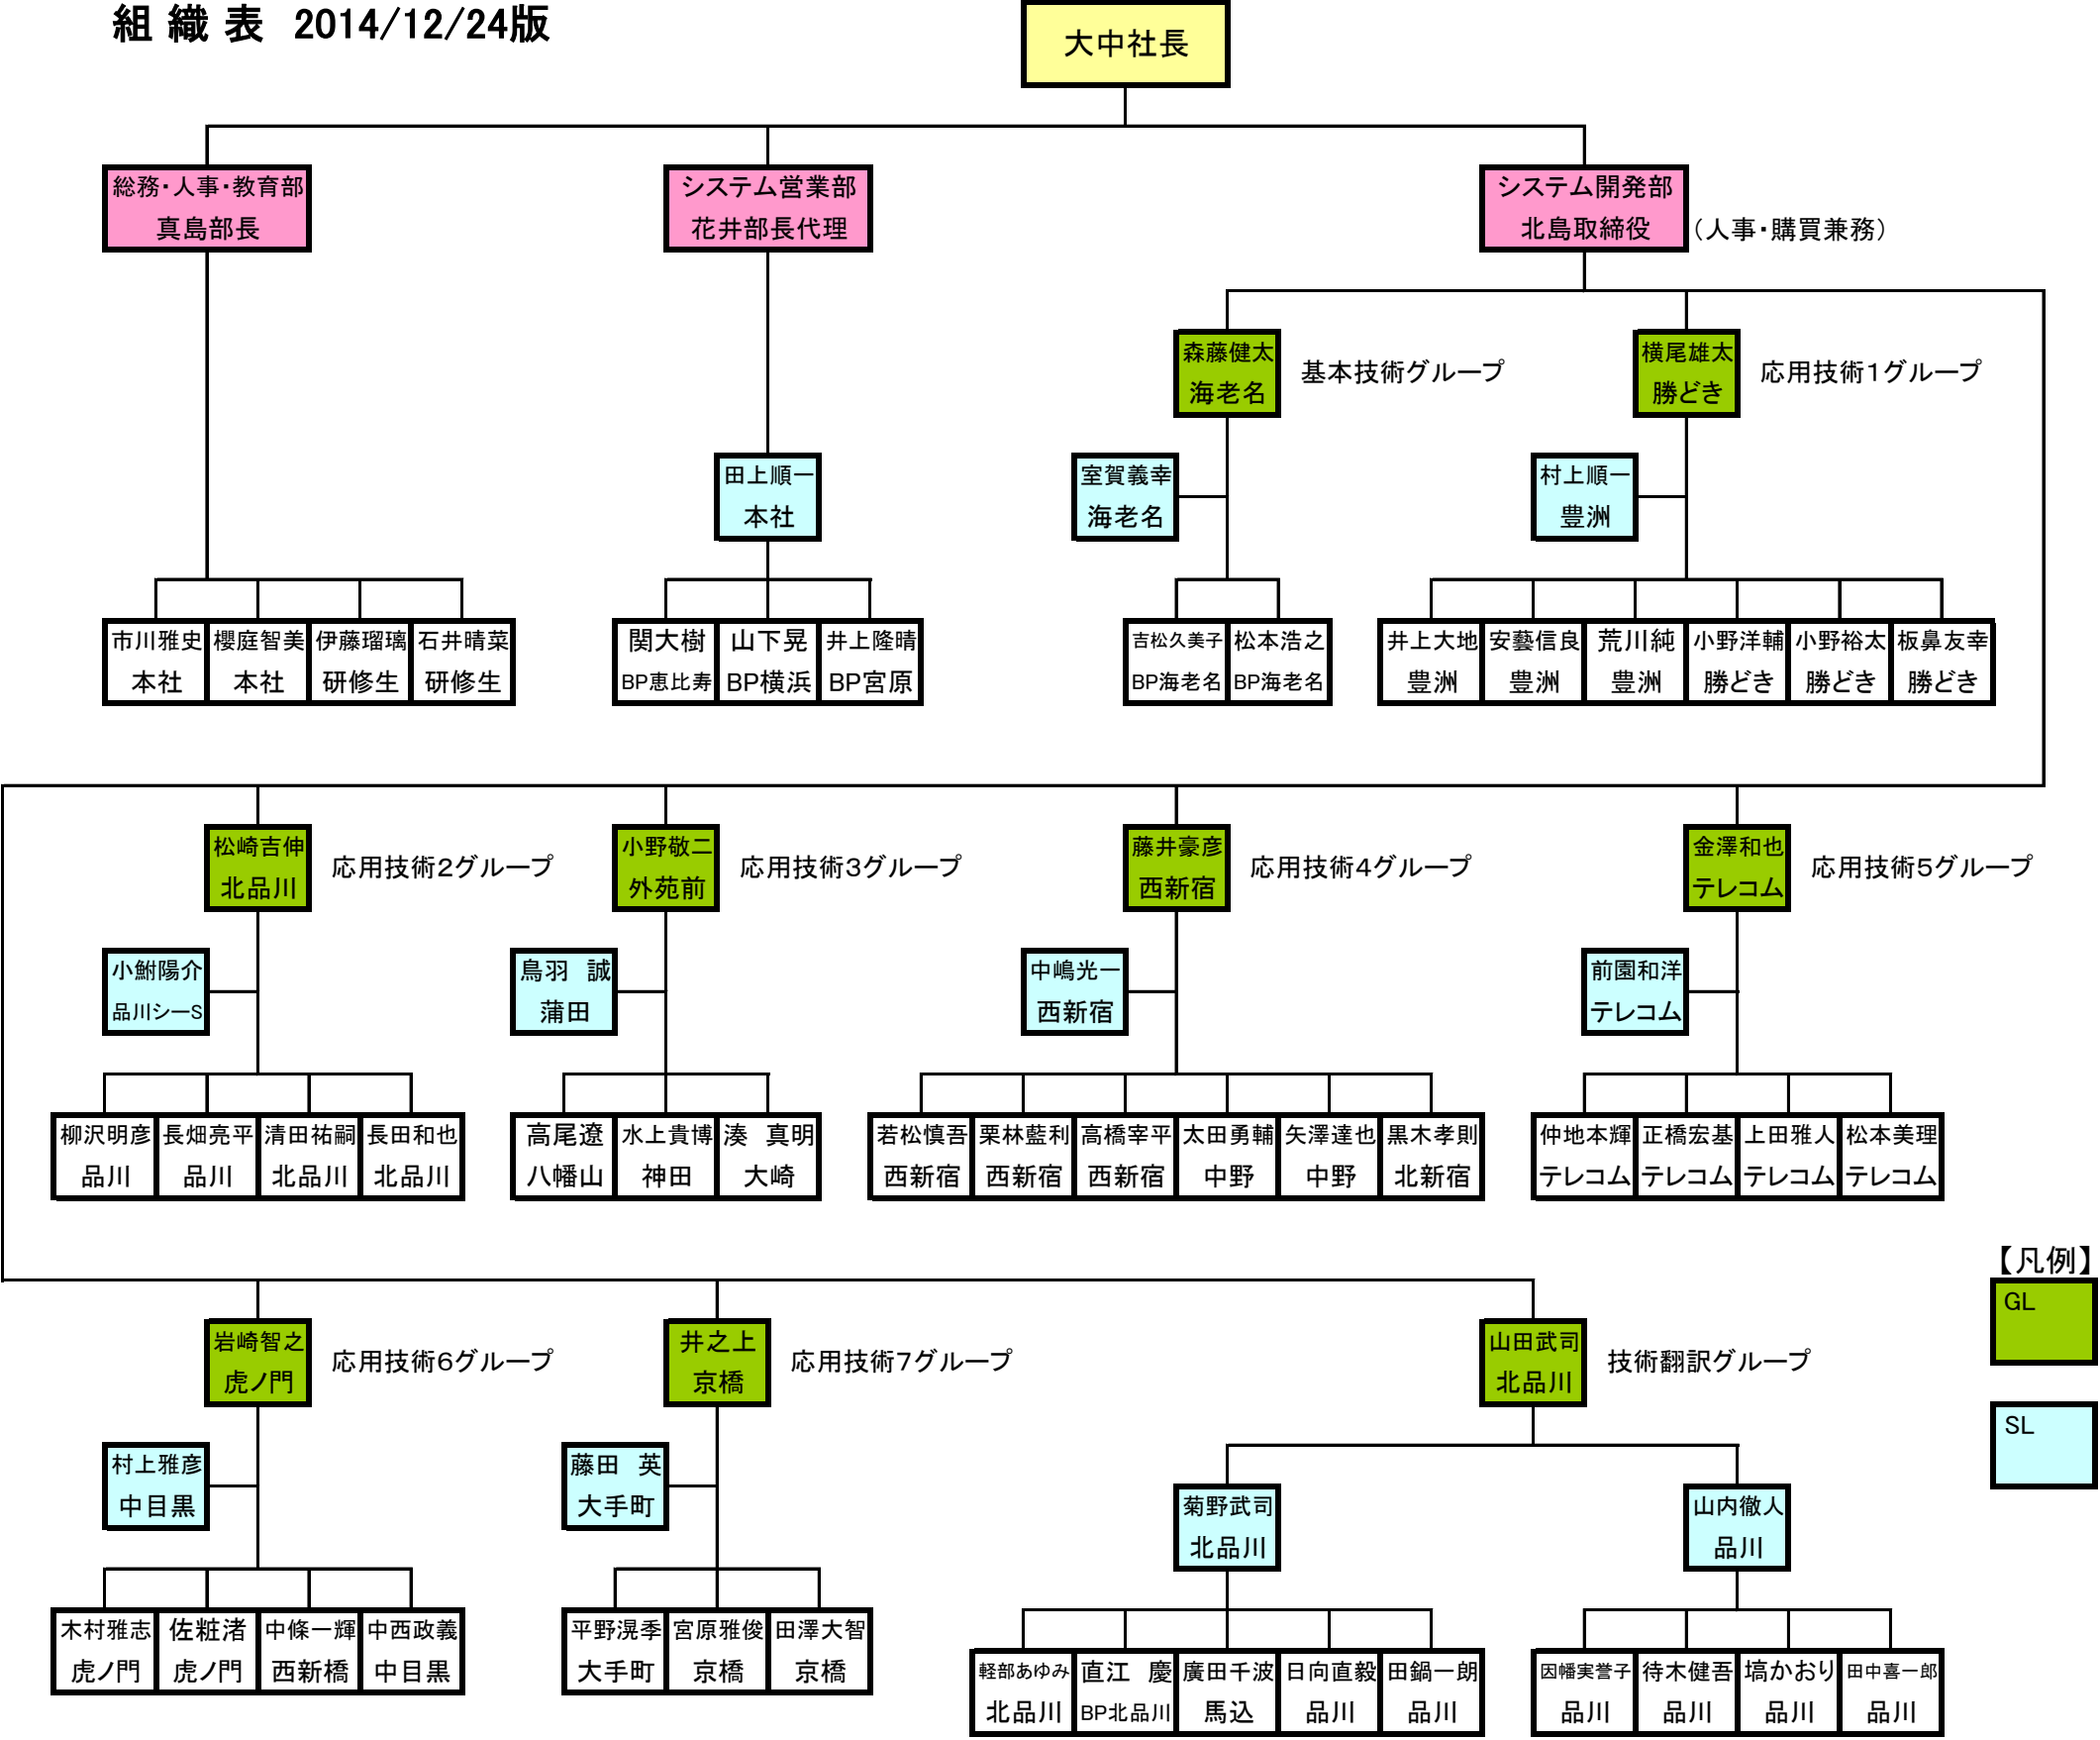 組 織 表　2014/12/24版
大中社長
総務・人事・教育部
真島部長
システム営業部
花井部長代理
システム開発部
北島取締役
（人事・購買兼務）
森藤健太
海老名
基本技術グループ
横尾雄太
勝どき
応用技術1グループ
田上順一
本社
室賀義幸
海老名
村上順一
豊洲
市川雅史
本社
櫻庭智美
本社
伊藤瑠璃
研修生
石井晴菜
研修生
関大樹
BP恵比寿
山下晃
BP横浜
井上隆晴
BP宮原
吉松久美子
BP海老名
松本浩之
BP海老名
井上大地
豊洲
安藝信良
豊洲
荒川純
豊洲
小野洋輔
勝どき
小野裕太
勝どき
板鼻友幸
勝どき
松崎吉伸
北品川
応用技術2グループ
小野敬二
外苑前
応用技術3グループ
藤井豪彦
西新宿
応用技術4グループ
金澤和也
テレコム
応用技術5グループ
小鮒陽介
品川シーS
鳥羽　誠
蒲田
中嶋光一
西新宿
前園和洋
テレコム
柳沢明彦
品川
長畑亮平
品川
清田祐嗣
北品川
長田和也
北品川
高尾遼
八幡山
水上貴博
神田
湊　真明
大崎
若松慎吾
西新宿
栗林藍利
西新宿
高橋宰平
西新宿
太田勇輔
中野
矢澤達也
中野
黒木孝則
北新宿
仲地本輝
テレコム
正橋宏基
テレコム
上田雅人
テレコム
松本美理
テレコム
【凡例】
GL
SL
岩崎智之
虎ノ門
応用技術6グループ
井之上
京橋
応用技術7グループ
山田武司
北品川
技術翻訳グループ
村上雅彦
中目黒
藤田　英
大手町
菊野武司
北品川
山内徹人
品川
木村雅志
虎ノ門
佐粧渚
虎ノ門
中條一輝
西新橋
中西政義
中目黒
平野滉季
大手町
宮原雅俊
京橋
田澤大智
京橋
軽部あゆみ
北品川
直江　慶
BP北品川
廣田千波
馬込
日向直毅
品川
田鍋一朗
品川
因幡実誉子
品川
待木健吾
品川
塙かおり
品川
田中喜一郎
品川